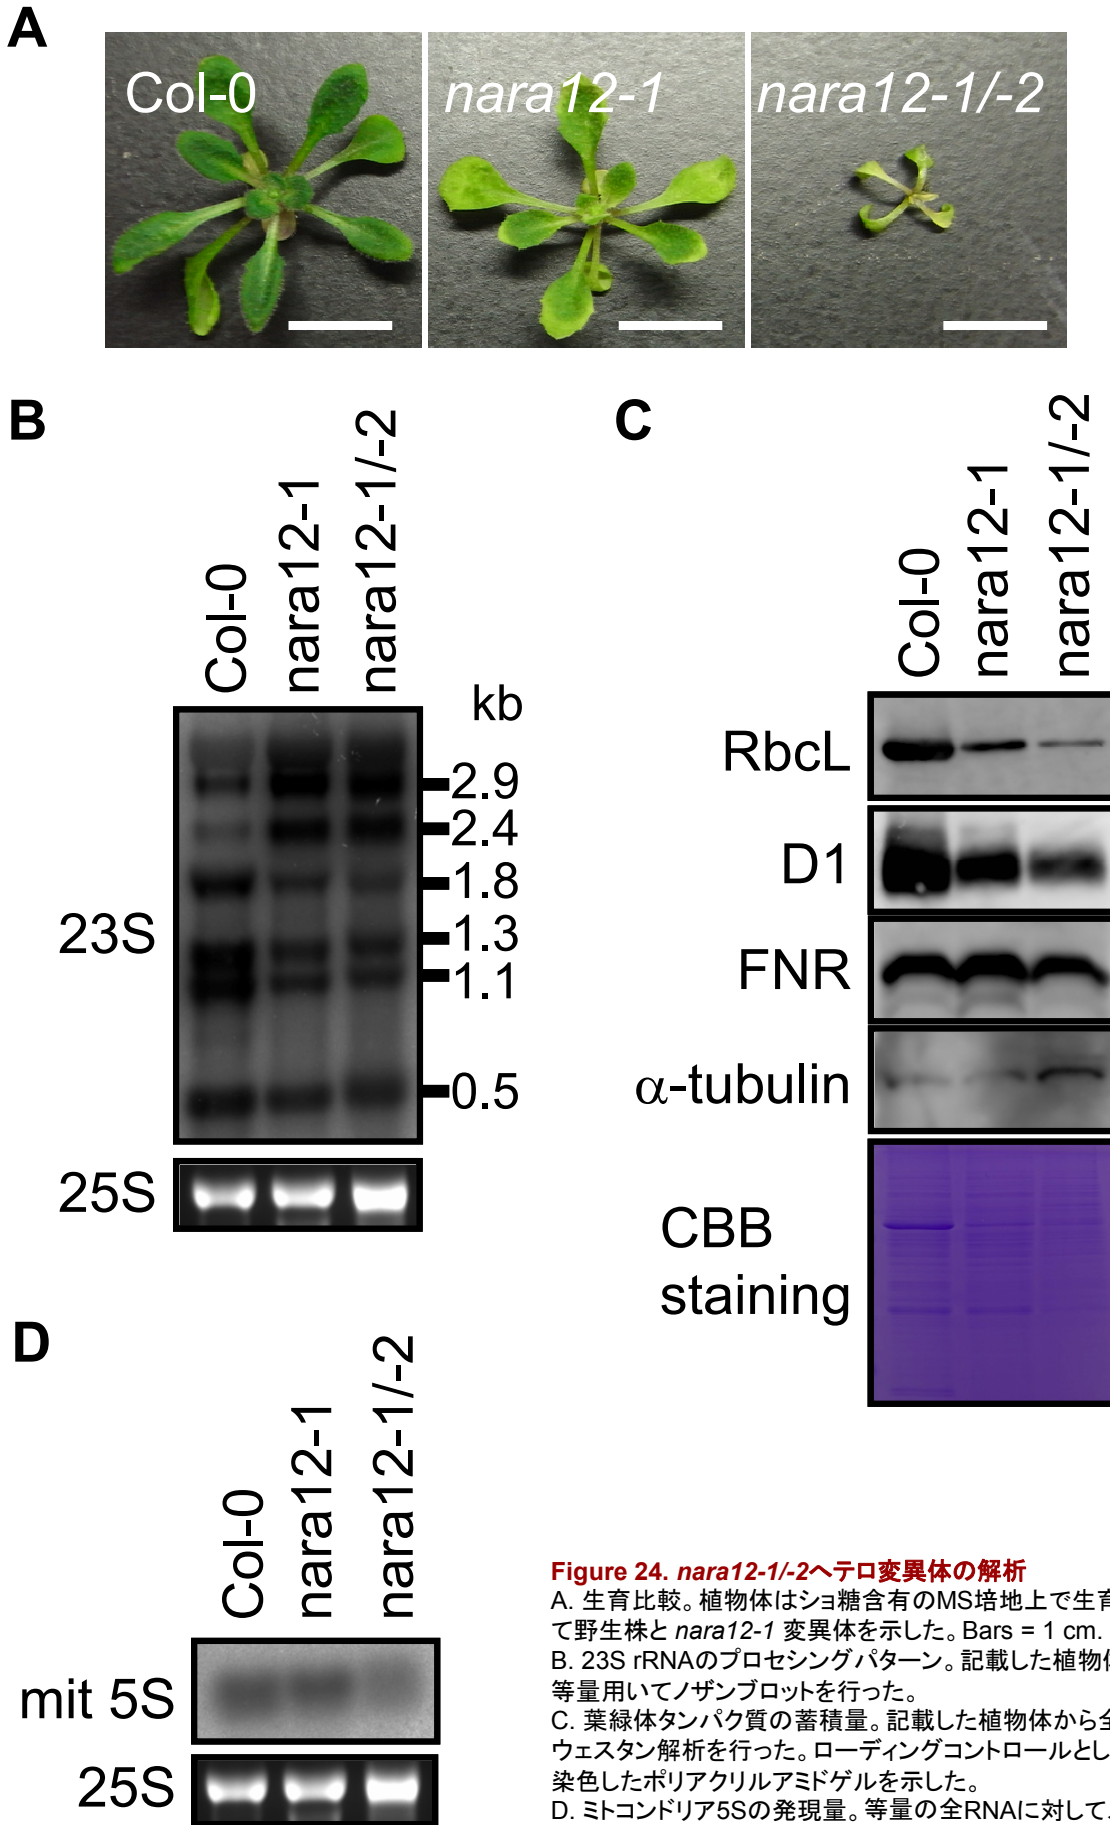 A
Col-0
nara12-1
nara12-1/-2
B
Col-0
nara12-1
nara12-1/-2
kb
2.9
2.4
1.8
1.3
1.1
0.5
23S
25S
C
Col-0
nara12-1
nara12-1/-2
RbcL
D1
FNR
α-tubulin
CBB
staining
D
Col-0
nara12-1
nara12-1/-2
mit 5S
25S
Figure 24. nara12-1/-2ヘテロ変異体の解析
A. 生育比較。植物体はショ糖含有のMS培地上で生育
て野生株と nara12-1 変異体を示した。Bars = 1 cm.
B. 23S rRNAのプロセシングパターン。記載した植物体
等量用いてノザンブロットを行った。
C. 葉緑体タンパク質の蓄積量。記載した植物体から全
ウェスタン解析を行った。ローディングコントロールとし
染色したポリアクリルアミドゲルを示した。
D. ミトコンドリア5Sの発現量。等量の全RNAに対して